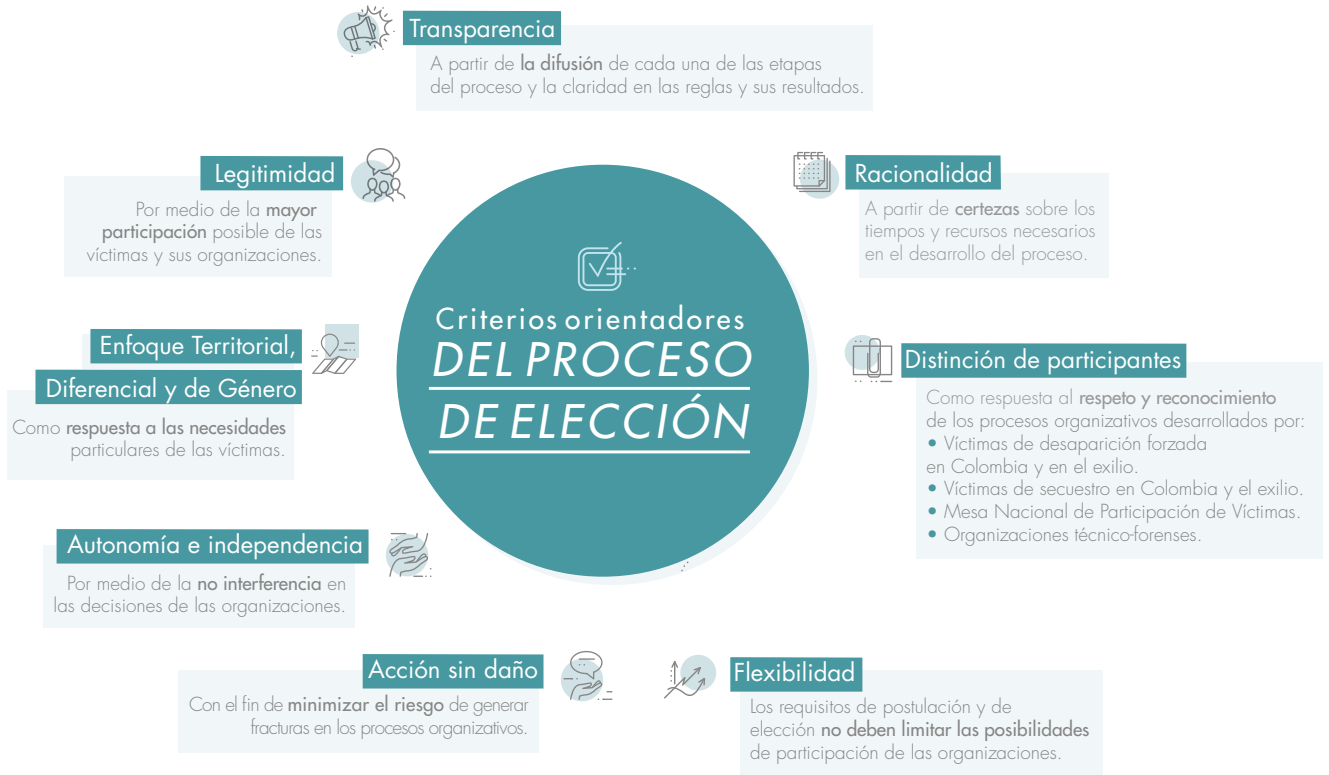 Transparencia
A partir de la difusión de cada una de las etapas
del proceso y la claridad en las reglas y sus resultados.
Legitimidad
Por medio de la mayor
participación posible de las
víctimas y sus organizaciones.
Racionalidad
A partir de certezas sobre los
tiempos y recursos necesarios
en el desarrollo del proceso.
Criterios orientadores
DEL PROCESO
DE ELECCIÓN
Enfoque Territorial,
Diferencial y de Género
Como respuesta a las necesidades
particulares de las víctimas.
Distinción de participantes
Como respuesta al respeto y reconocimiento
de los procesos organizativos desarrollados por:
• Víctimas de desaparición forzada
en Colombia y en el exilio.
• Víctimas de secuestro en Colombia y el exilio.
• Mesa Nacional de Participación de Víctimas.
• Organizaciones técnico-forenses.
Autonomía e independencia
Por medio de la no interferencia en
las decisiones de las organizaciones.
Acción sin daño
Con el fin de minimizar el riesgo de generar
fracturas en los procesos organizativos.
Flexibilidad
Los requisitos de postulación y de
elección no deben limitar las posibilidades
de participación de las organizaciones.